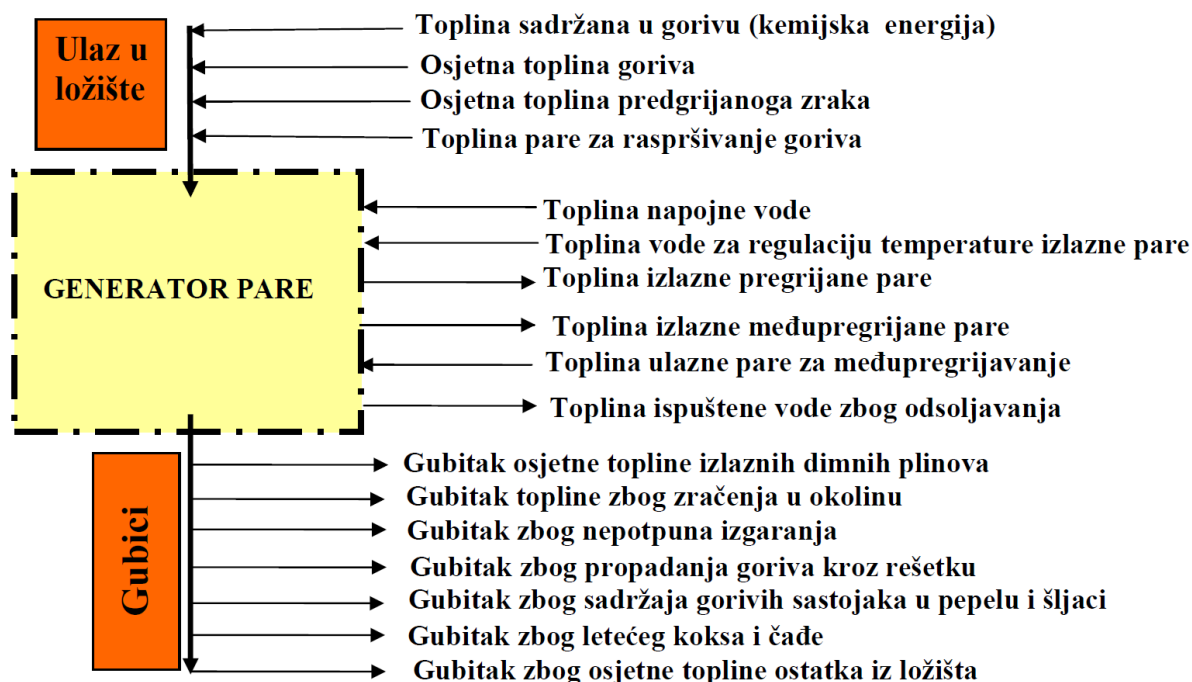 Ulaz u
ložište
Toplina sadržana u gorivu (kemijska energija)
Osjetna toplina goriva
Osjetna toplina predgrijanoga zraka
Toplina pare za raspršivanje goriva
GENERATOR PARE
Toplina napojne vode
Toplina vode za regulaciju temperature izlazne pare
Toplina izlazne pregrijane pare
Toplina izlazne međupregrijane pare
Toplina ulazne pare za međupregrijavanje
Toplina ispuštene vode zbog odsoljavanja
Gubici
Gubitak osjetne topline izlaznih dimnih plinova
Gubitak topline zbog zračenja u okolinu
Gubitak zbog nepotpuna izgaranja
Gubitak zbog propadanja goriva kroz rešetku
Gubitak zbog sadržaja gorivih sastojaka u pepelu i šljaci
Gubitak zbog letećeg koksa i čađe
Gubitak zbog osjetne topline ostatka iz ložišta